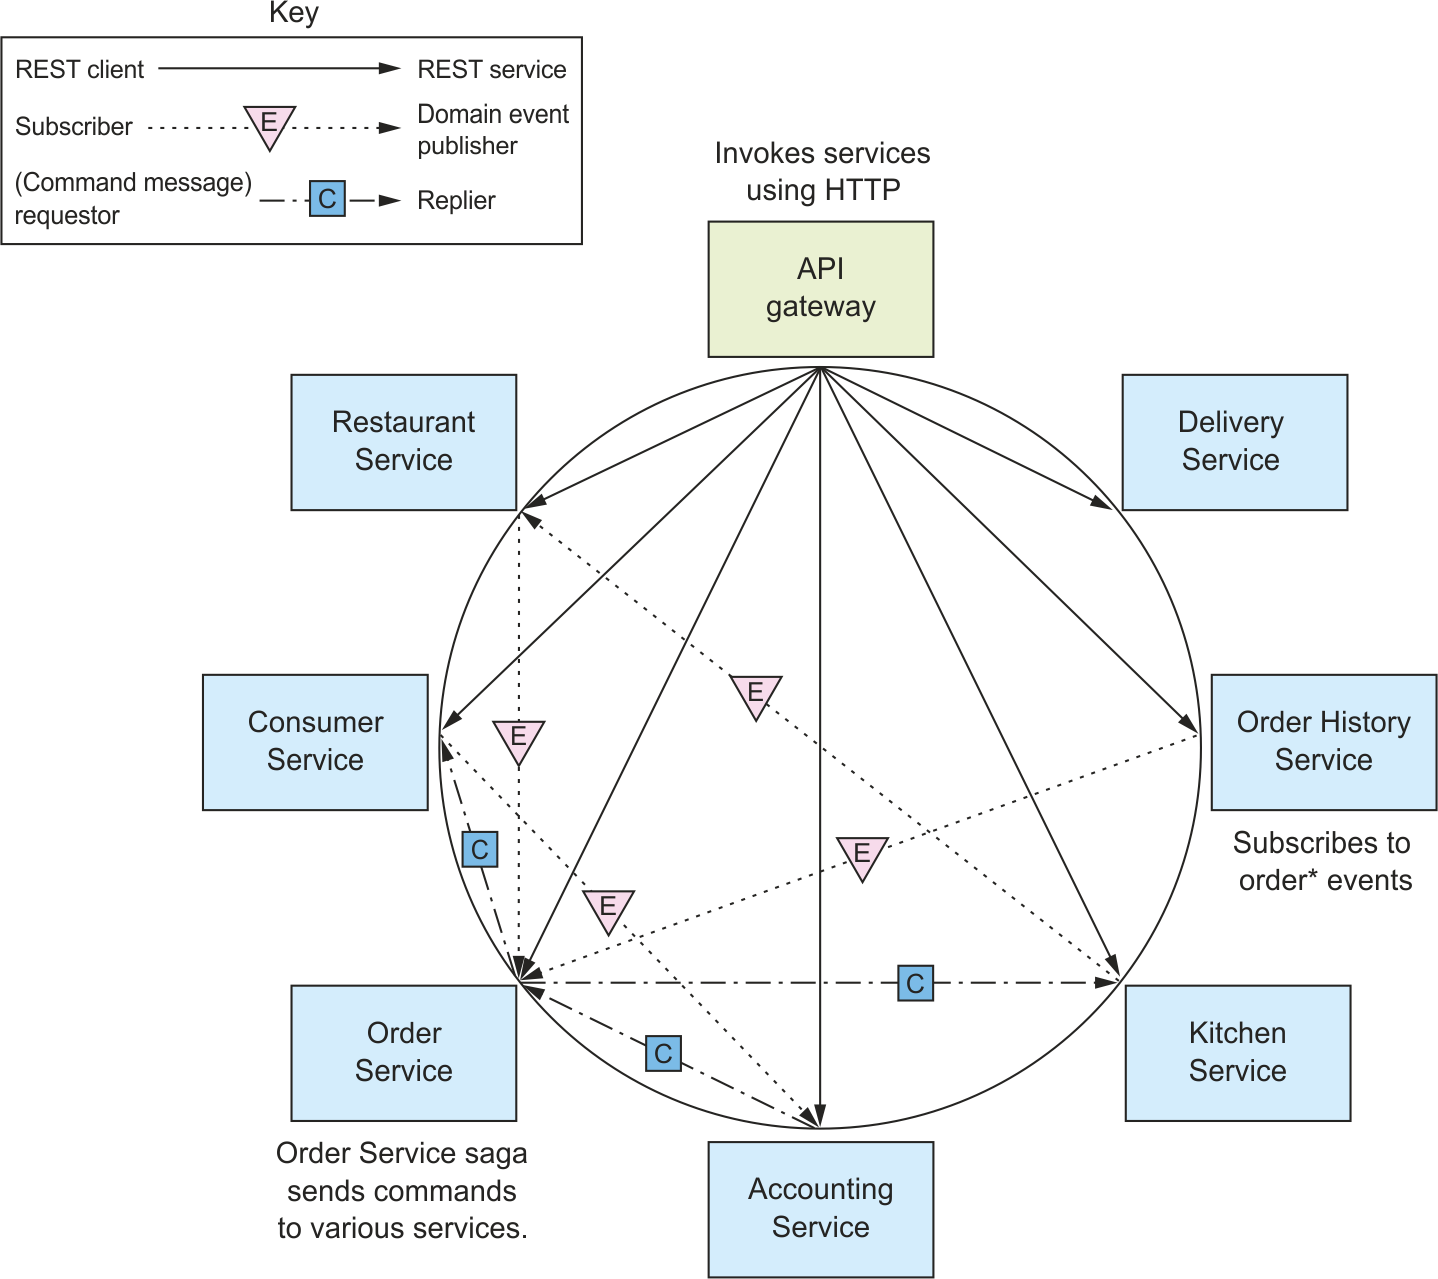 Key
REST client
REST service
Subscriber
E
Domain event
publisher
(Command message)
requestor
C
Replier
Invokes services
using HTTP
API
gateway
Restaurant
Service
Delivery
Service
E
Consumer
Service
E
Order History
Service
C
E
Subscribes to
order* events
E
C
Order
Service
C
Kitchen
Service
Order Service saga
sends commands
to various services.
Accounting
Service